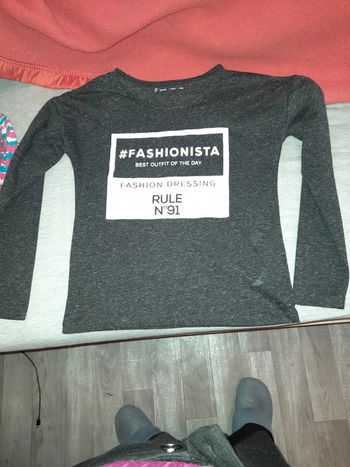 #FASHIONISTA
BEST OUTFIT OF THE DAY
FASHION DRESSING
RULE
N°91